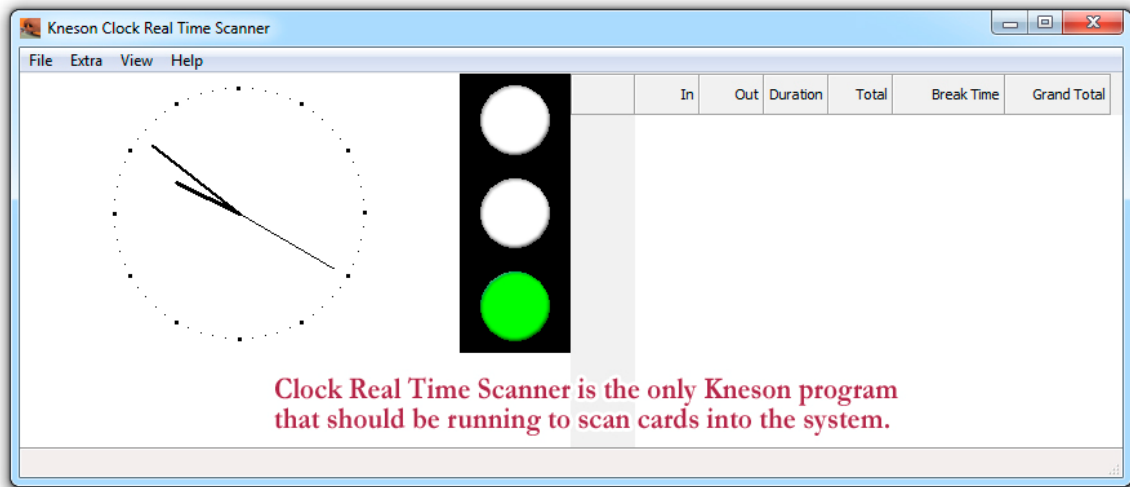 Kneson Clock Real Time Scanner
File Extra View Help
In Out Duration Total Break Time Grand Total
Clock Real Time Scanner is the only Kneson program
that should be running to scan cards into the system.